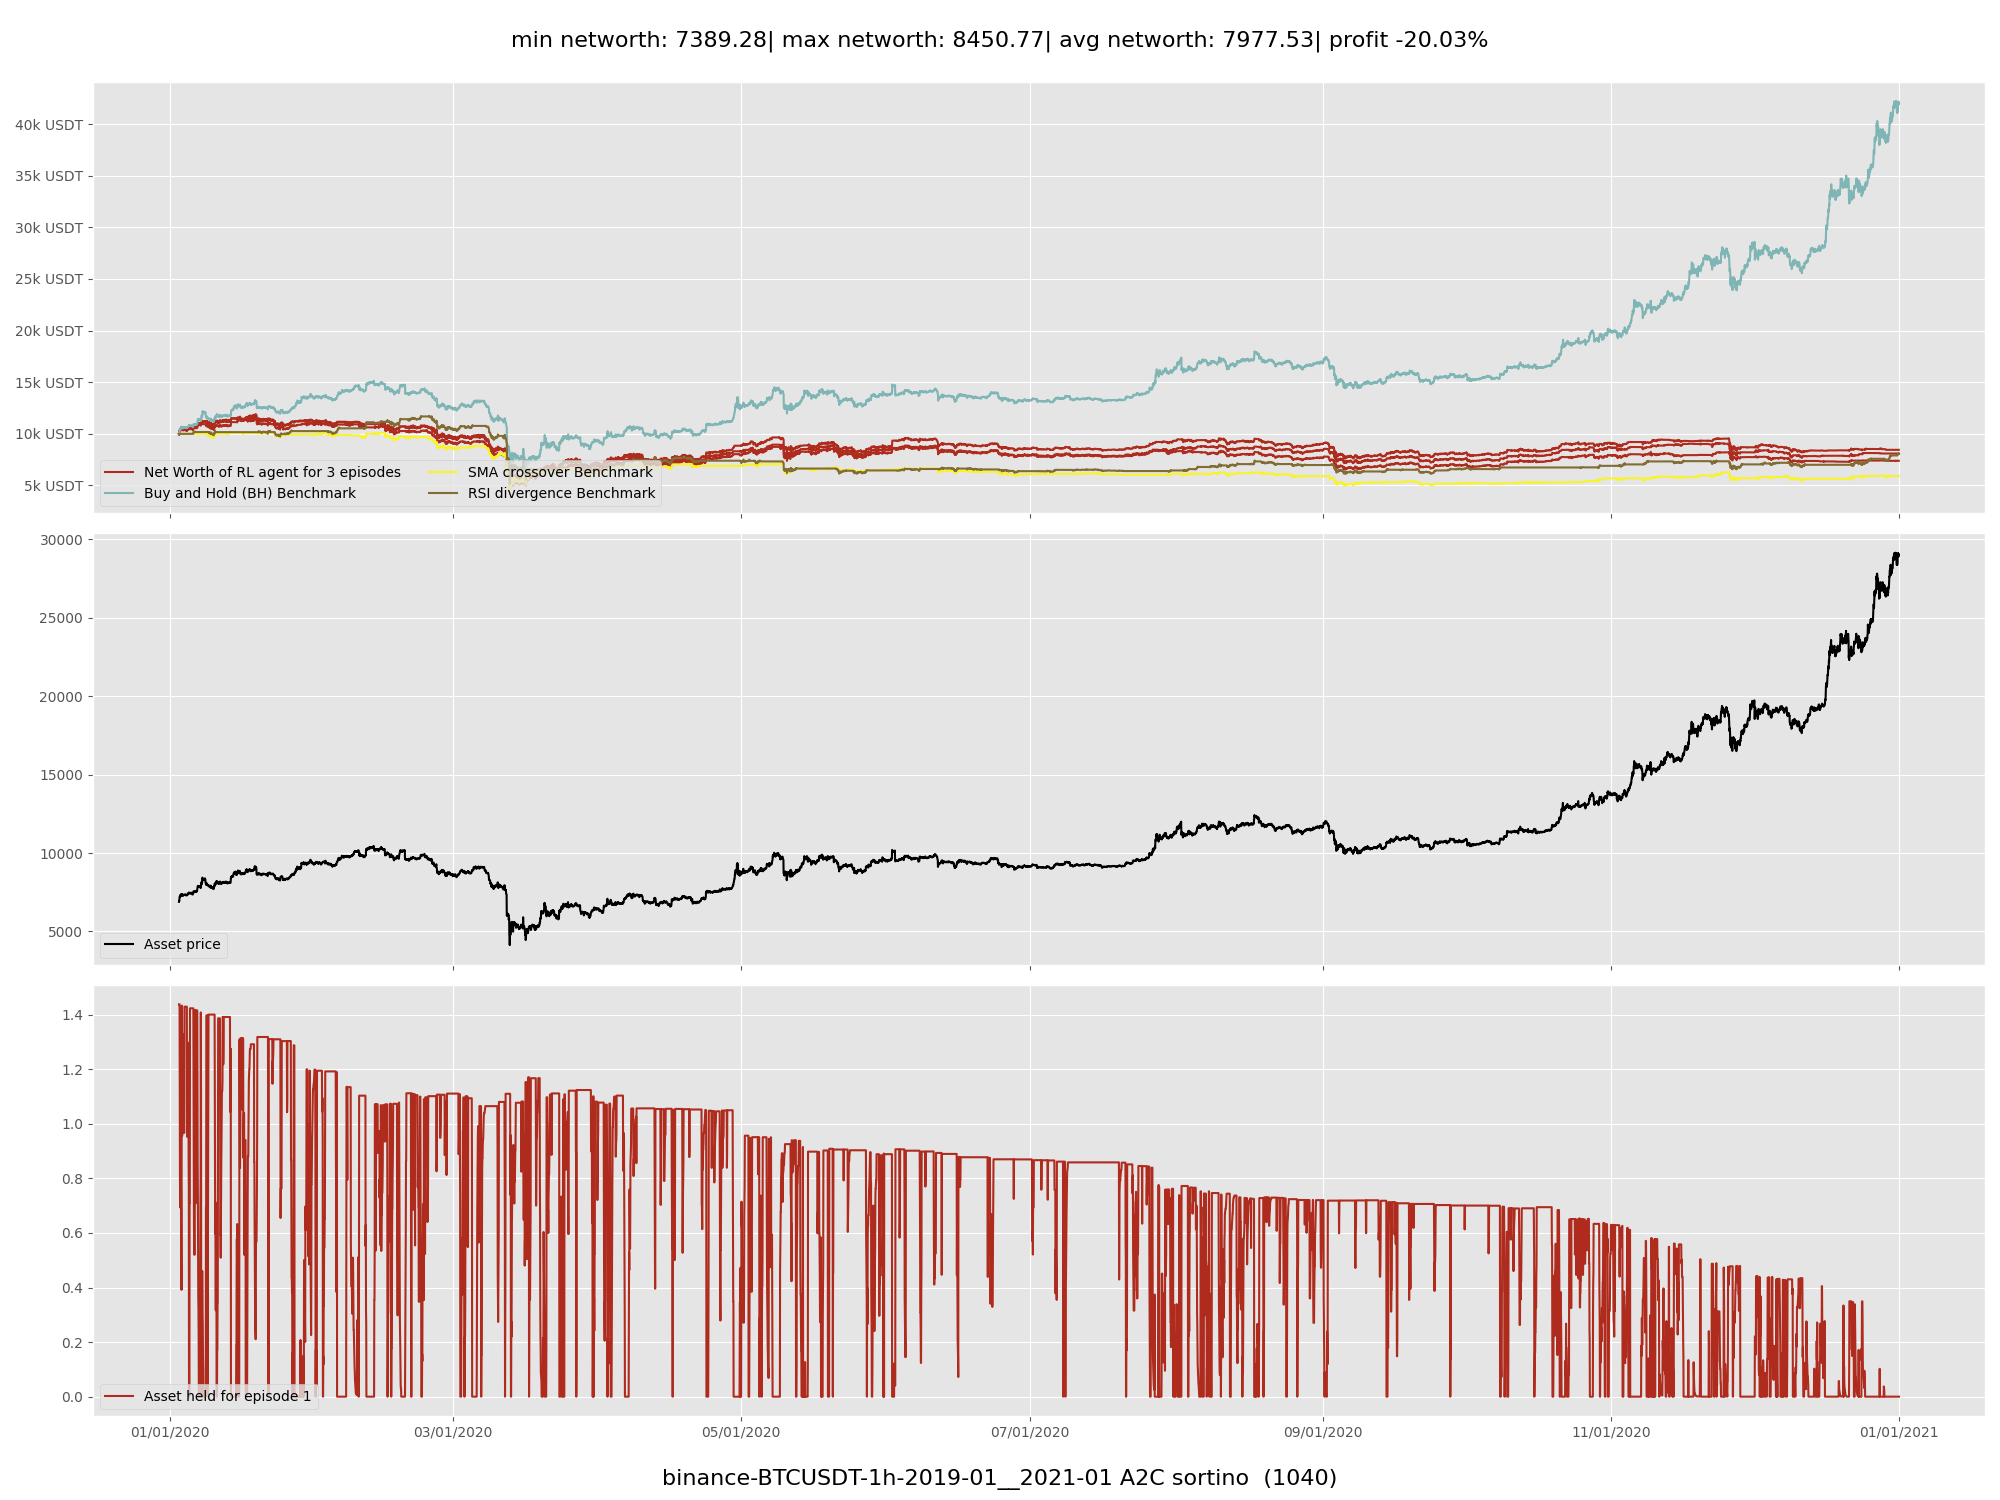 min networth: 7389.28| max networth: 8450.77| avg networth: 7977.53| profit -20.03%
40k USDT
35k USDT
30k USDT
25k USDT
20k USDT
15k USDT
10k USDT
5k USDT
Net Worth of RL agent for 3 episodes
Buy and Hold (BH) Benchmark
SMA crossover Benchmark
RSI divergence Benchmark
30000
25000
20000
15000
10000
5000
Asset price
1.4
1.2
1.0
0.8
0.6
0.4
0.2
0.0
Asset held for episode 1
01/01/2020
03/01/2020
05/01/2020
07/01/2020
09/01/2020
11/01/2020
01/01/2021
binance-BTCUSDT-1h-2019-01__2021-01 A2C sortino  (1040)